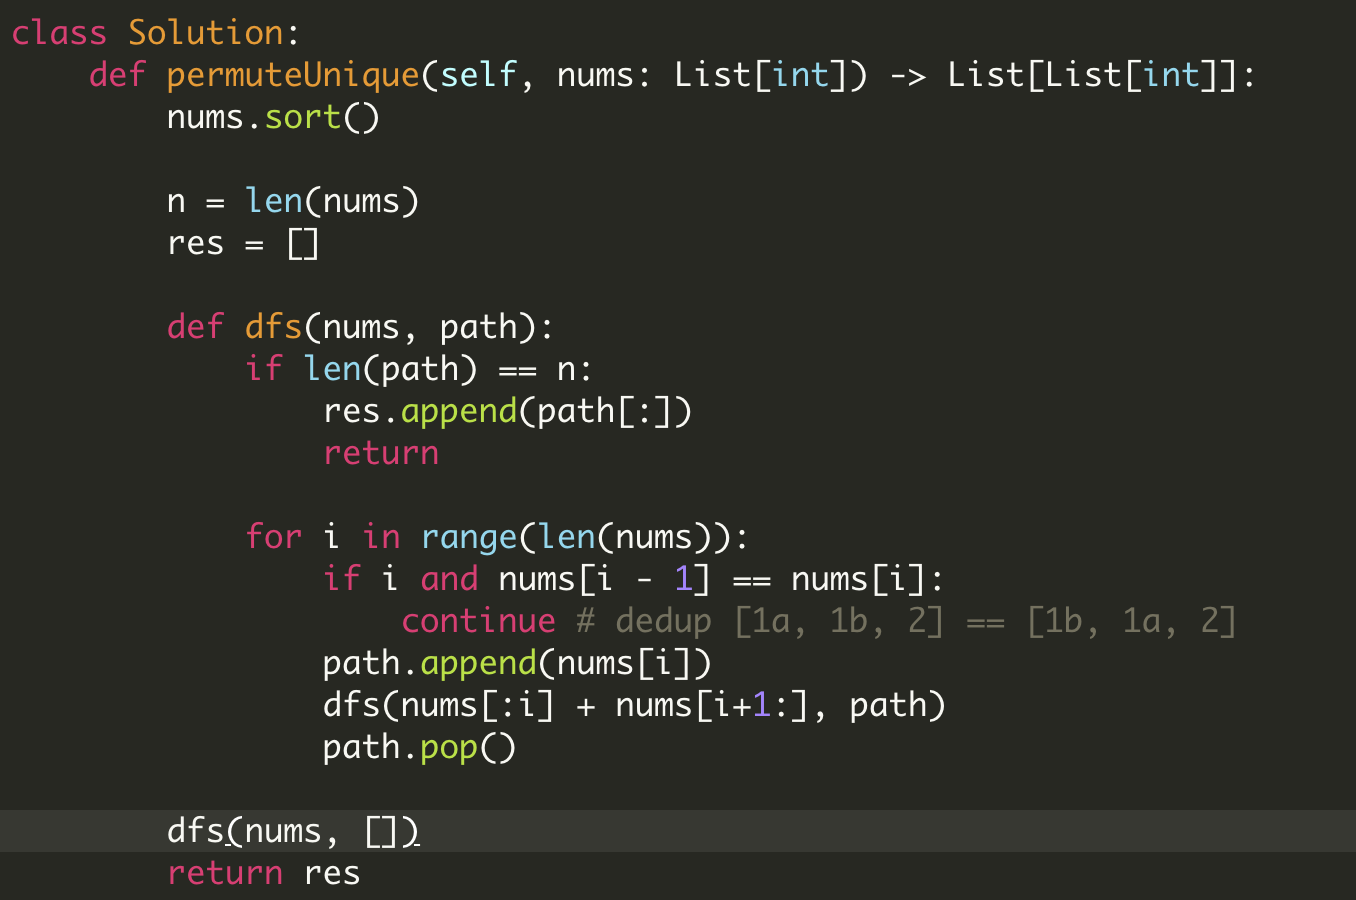 class Solution:
    def permuteUnique(self, nums: List[int]) -> List[List[int]]:
        nums.sort()

        n = len(nums)
        res = []

        def dfs(nums, path):
            if len(path) == n:
                res.append(path[:])
                return

            for i in range(len(nums)):
                if i and nums[i - 1] == nums[i]:
                    continue # dedup [1a, 1b, 2] == [1b, 1a, 2]
                path.append(nums[i])
                dfs(nums[:i] + nums[i+1:], path)
                path.pop()

        dfs(nums, [])
        return res